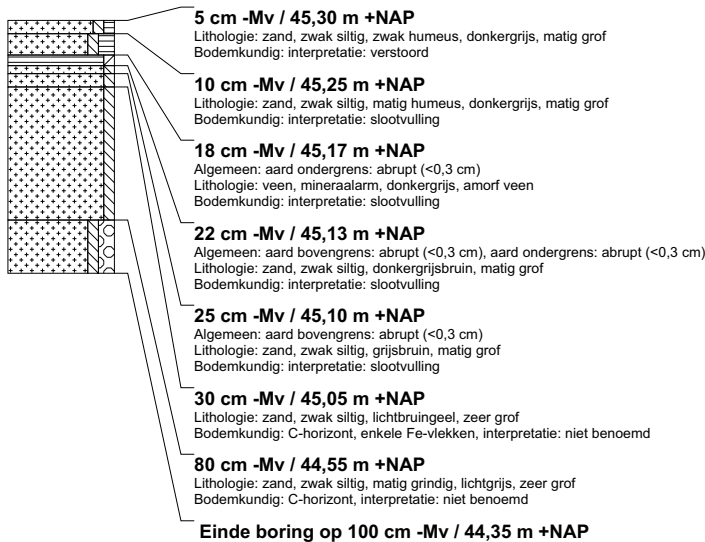 5 cm -Mv / 45,30 m +NAP
Lithologie: zand, zwak siltig, zwak humeus, donkergrijs, matig grof
Bodemkundig: interpretatie: verstoord
10 cm -Mv / 45,25 m +NAP
Lithologie: zand, zwak siltig, matig humeus, donkergrijs, matig grof
Bodemkundig: interpretatie: slootvulling
18 cm -Mv / 45,17 m +NAP
Algemeen: aard ondergrens: abrupt (<0,3 cm)
Lithologie: veen, mineraalarm, donkergrijs, amorf veen
Bodemkundig: interpretatie: slootvulling
22 cm -Mv / 45,13 m +NAP
Algemeen: aard bovengrens: abrupt (<0,3 cm), aard ondergrens: abrupt (<0,3 cm)
Lithologie: zand, zwak siltig, donkergrijsbruin, matig grof
Bodemkundig: interpretatie: slootvulling
25 cm -Mv / 45,10 m +NAP
Algemeen: aard bovengrens: abrupt (<0,3 cm)
Lithologie: zand, zwak siltig, grijsbruin, matig grof
Bodemkundig: interpretatie: slootvulling
30 cm -Mv / 45,05 m +NAP
Lithologie: zand, zwak siltig, lichtbruingeel, zeer grof
Bodemkundig: C-horizont, enkele Fe-vlekken, interpretatie: niet benoemd
80 cm -Mv / 44,55 m +NAP
Lithologie: zand, zwak siltig, matig grindig, lichtgrijs, zeer grof
Bodemkundig: C-horizont, interpretatie: niet benoemd
Einde boring op 100 cm -Mv / 44,35 m +NAP